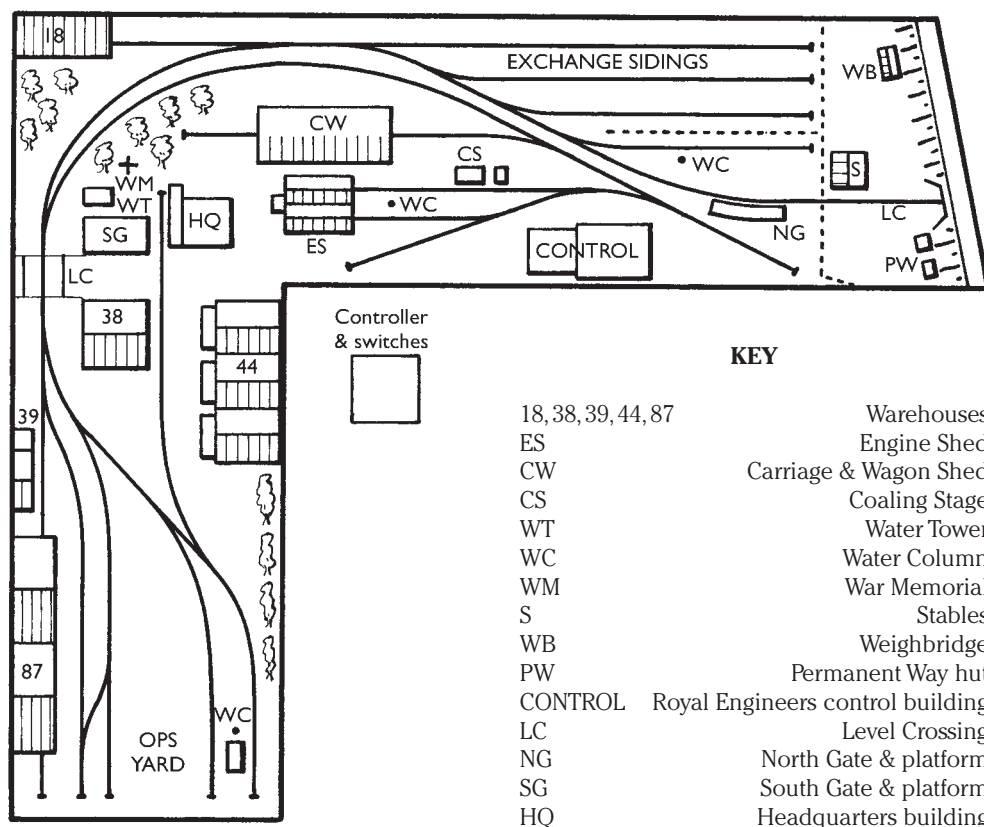 18
EXCHANGE SIDINGS
WB
CW
CS
WC
S
WM
WT
HQ
WC
ES
SG
NG
LC
CONTROL
PW
LC
38
44
Controller
& switches
39
87
WC
OPS
YARD
KEY
18, 38, 39, 44, 87 Warehouses
ES Engine Shed
CW Carriage & Wagon Shed
CS Coaling Stage
WT Water Tower
WC Water Column
WM War Memorial
S Stables
WB Weighbridge
PW Permanent Way hut
CONTROL Royal Engineers control building
LC Level Crossing
NG North Gate & platform
SG South Gate & platform
HQ Headquarters building